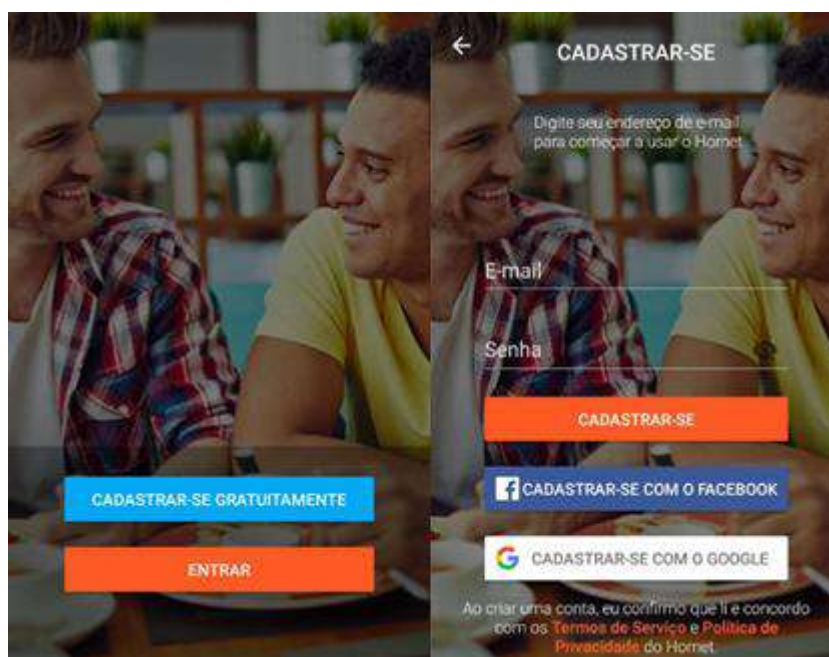 CADASTRAR-SE GRATUITAMENTE
ENTRAR
CADASTRAR-SE
Digite seu endereço de e-mail
para começar a usar o Hornet
E-mail
Senha
CADASTRAR-SE
CADASTRAR-SE COM O FACEBOOK
CADASTRAR-SE COM O GOOGLE
Ao criar uma conta, eu confirmo que li e concordo
com os Termos de Serviço e Política de
Privacidade do Hornet.